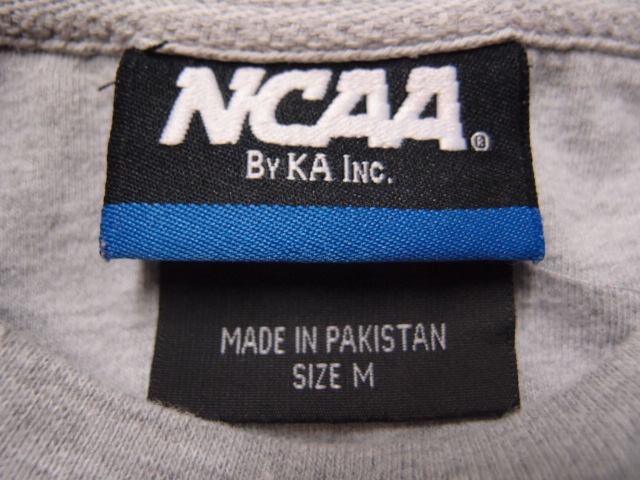 NCAA®
BY KA INC.
MADE IN PAKISTAN
SIZE M